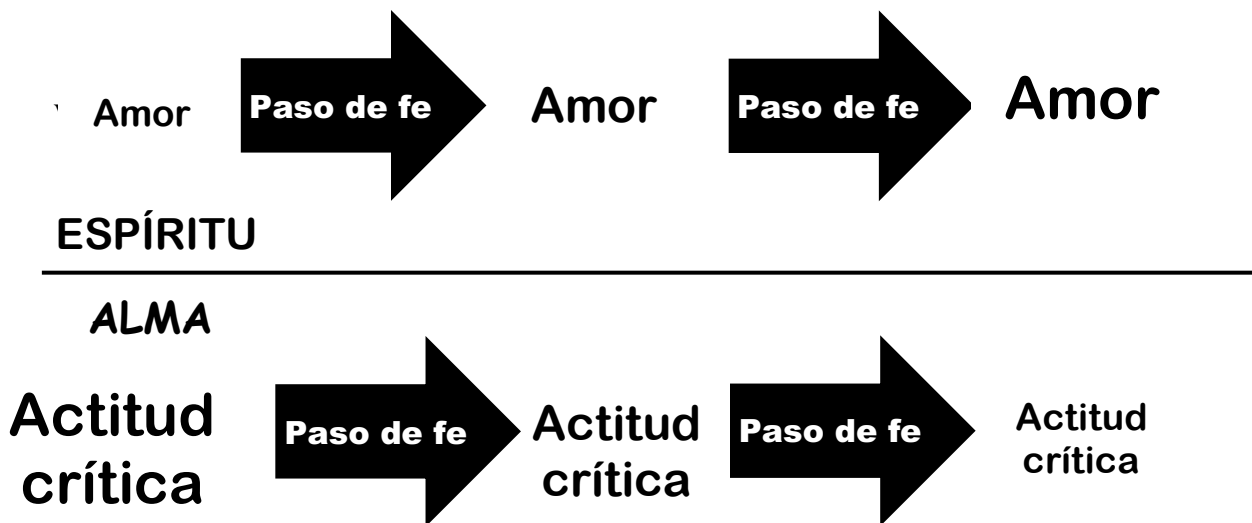 Amor Paso de fe Amor Paso de fe Amor
ESPÍRITU
ALMA
Actitud crítica
Paso de fe
Actitud crítica
Paso de fe
Actitud crítica